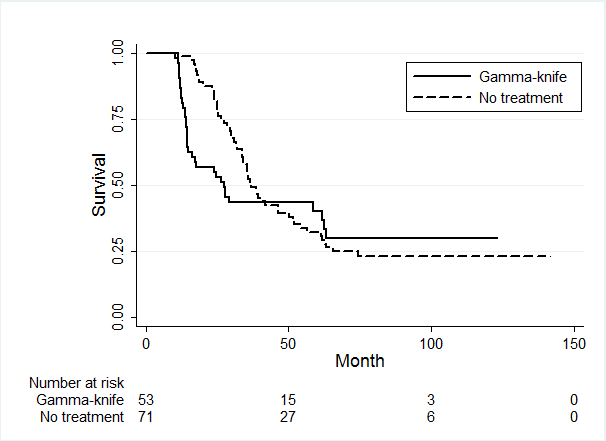 Gamma-knife
No treatment
Survival
1.00
0.75
0.50
0.25
0.00
0 50 100 150
Month
Number at risk
Gamma-knife 53 15 3 0
No treatment 71 27 6 0